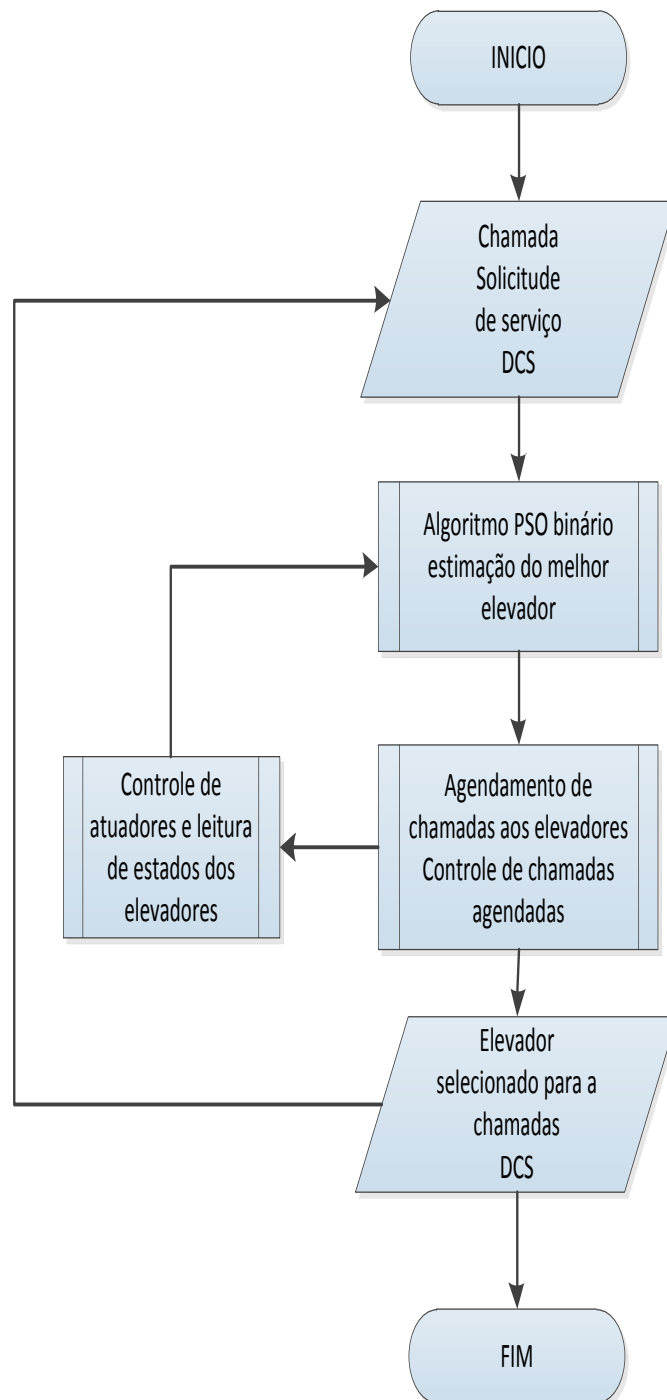 INICIO
Chamada
Solicitude
de serviço
DCS
Algoritmo PSO binário
estimação do melhor
elevador
Agendamento de
chamadas aos elevadores
Controle de chamadas
agendadas
Controle de
atuadores e leitura
de estados dos
elevadores
Elevador
selecionado para a
chamadas
DCS
FIM